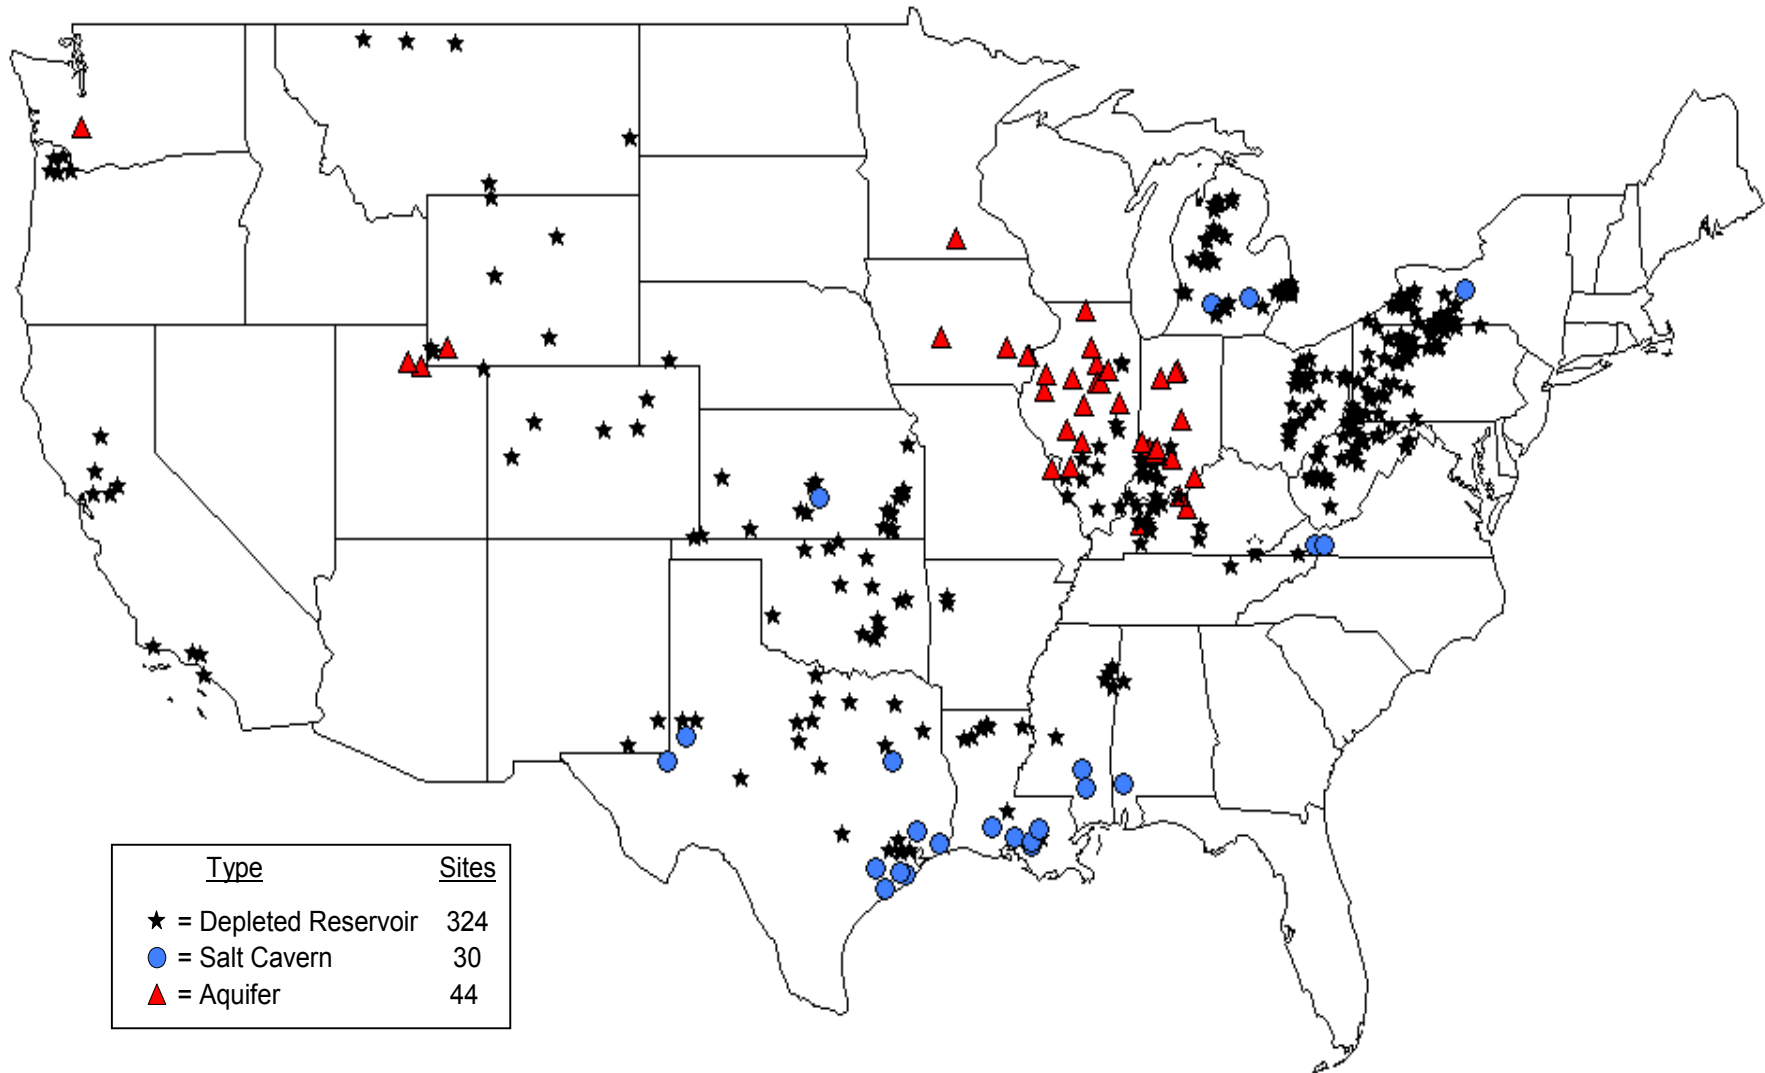 Type Sites
= Depleted Reservoir 324
= Salt Cavern 30
= Aquifer 44